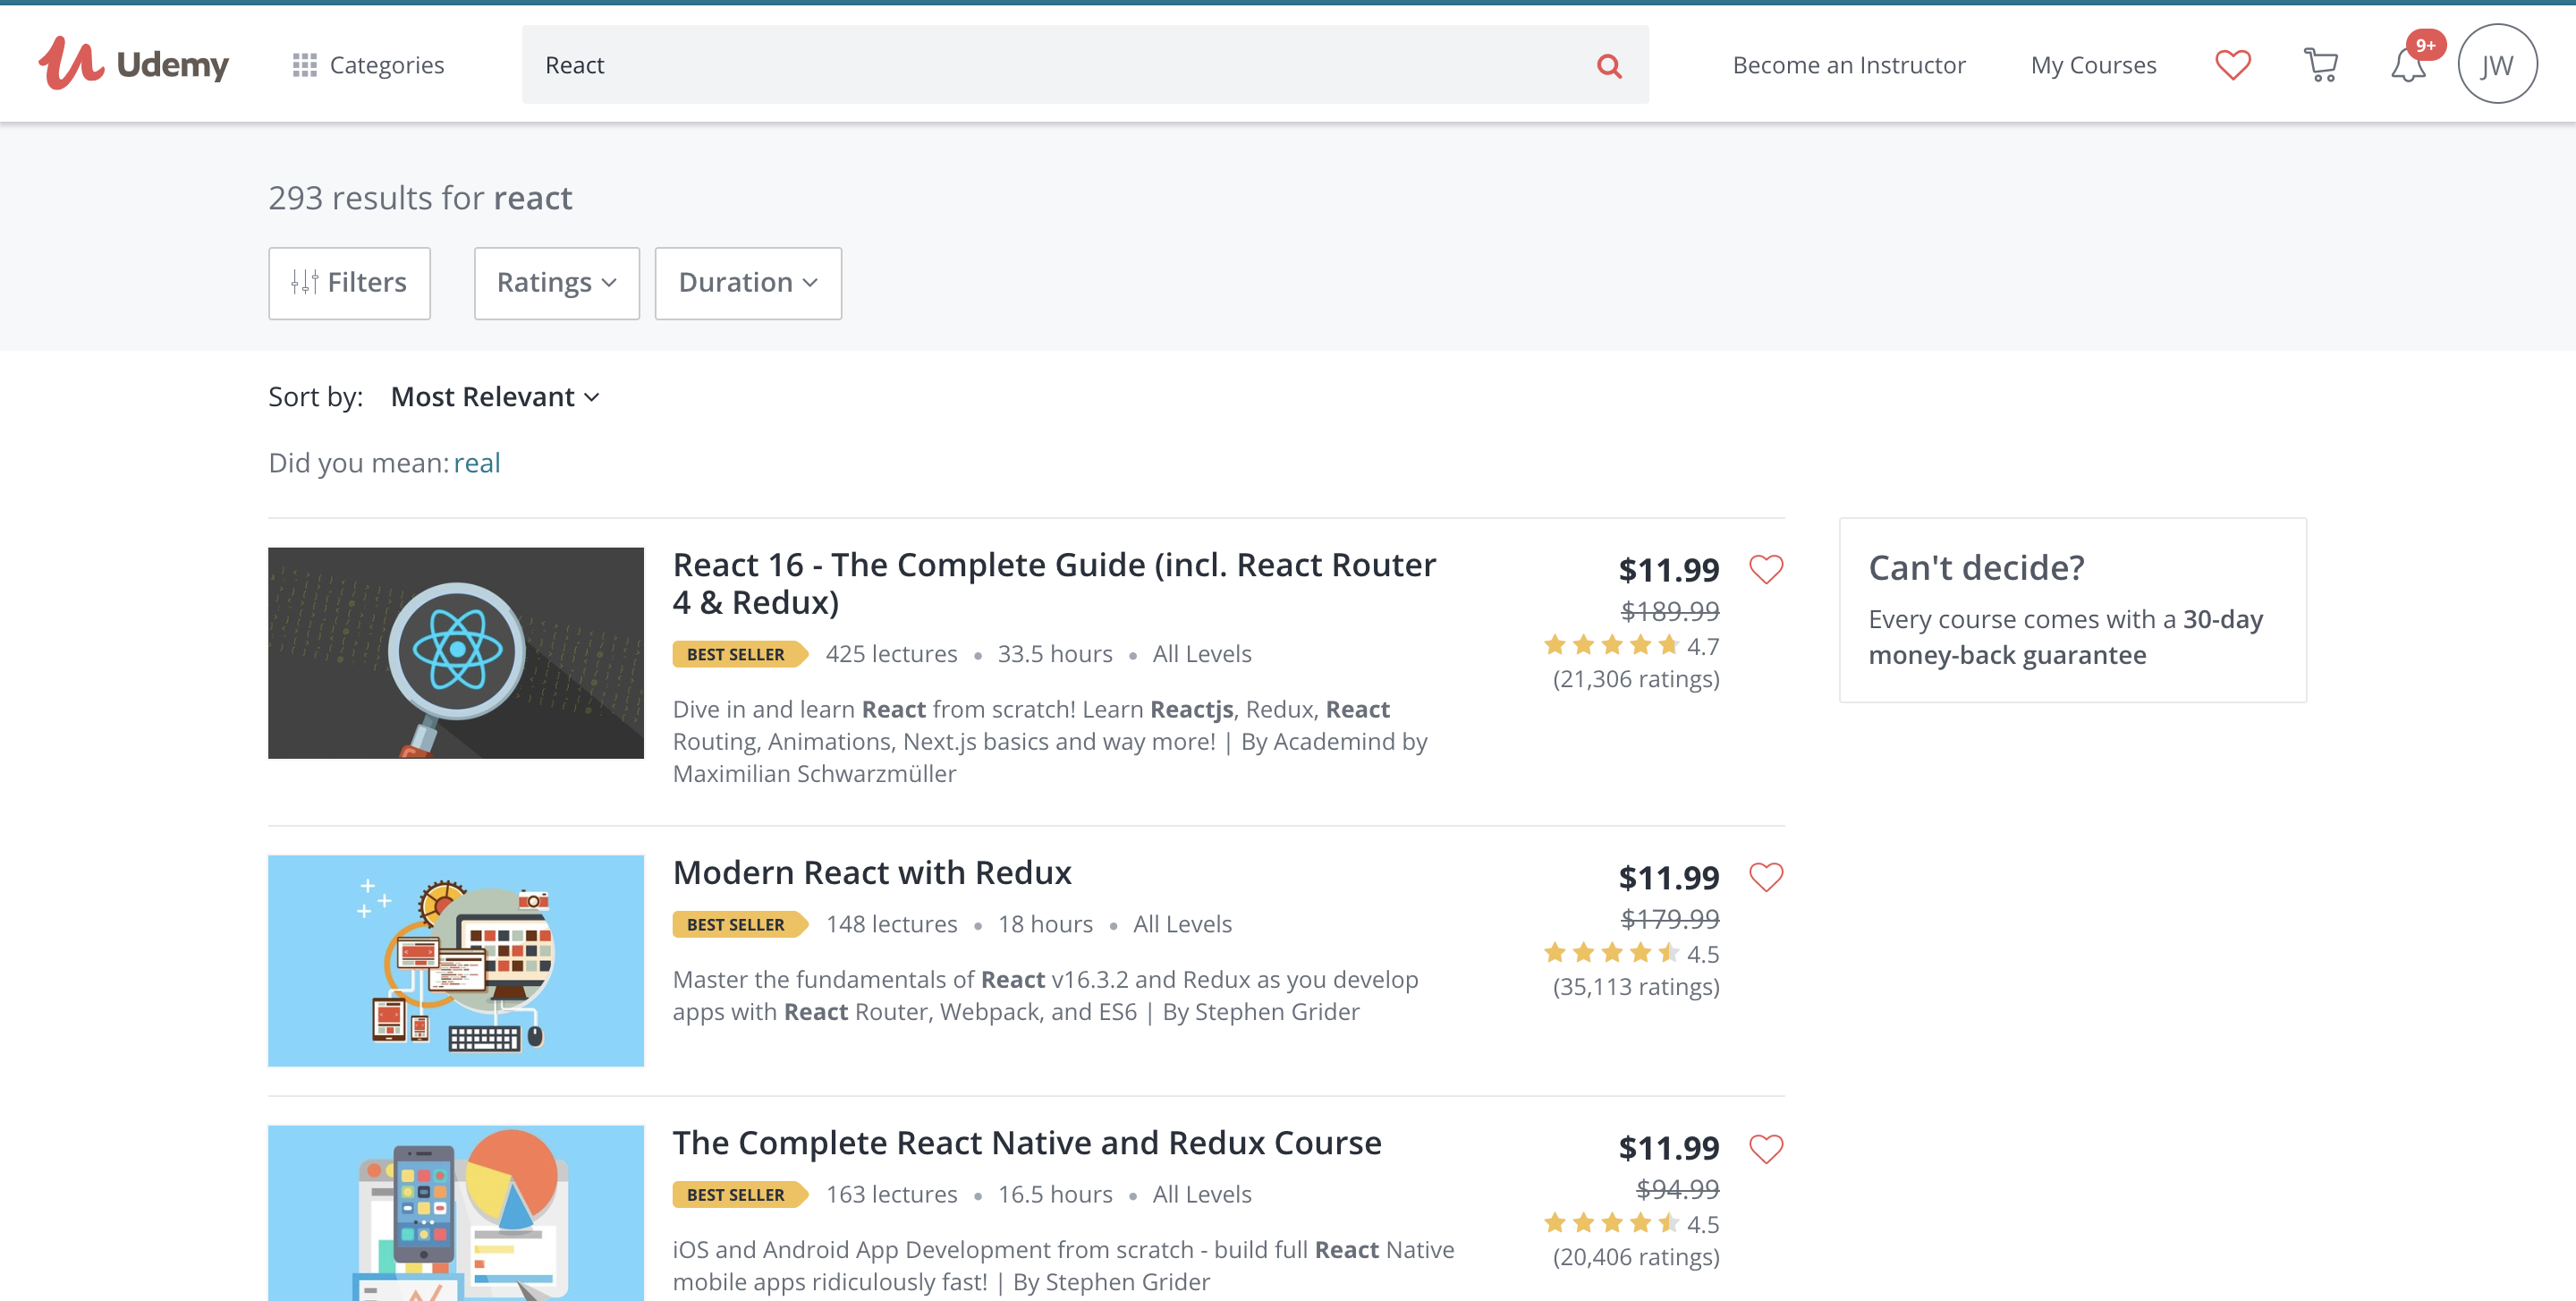 Udemy
Categories
React
Become an Instructor
My Courses
9+
JW
293 results for react
Filters
Ratings
Duration
Sort by: Most Relevant
Did you mean: real
React 16 - The Complete Guide (incl. React Router
4 & Redux)
BEST SELLER 425 lectures • 33.5 hours • All Levels
Dive in and learn React from scratch! Learn Reactjs, Redux, React
Routing, Animations, Next.js basics and way more! | By Academind by
Maximilian Schwarzmüller
$11.99
$189.99
4.7
(21,306 ratings)
Can't decide?
Every course comes with a 30-day
money-back guarantee
Modern React with Redux
BEST SELLER 148 lectures • 18 hours • All Levels
Master the fundamentals of React v16.3.2 and Redux as you develop
apps with React Router, Webpack, and ES6 | By Stephen Grider
$11.99
$179.99
4.5
(35,113 ratings)
The Complete React Native and Redux Course
BEST SELLER 163 lectures • 16.5 hours • All Levels
iOS and Android App Development from scratch - build full React Native
mobile apps ridiculously fast! | By Stephen Grider
$11.99
$94.99
4.5
(20,406 ratings)